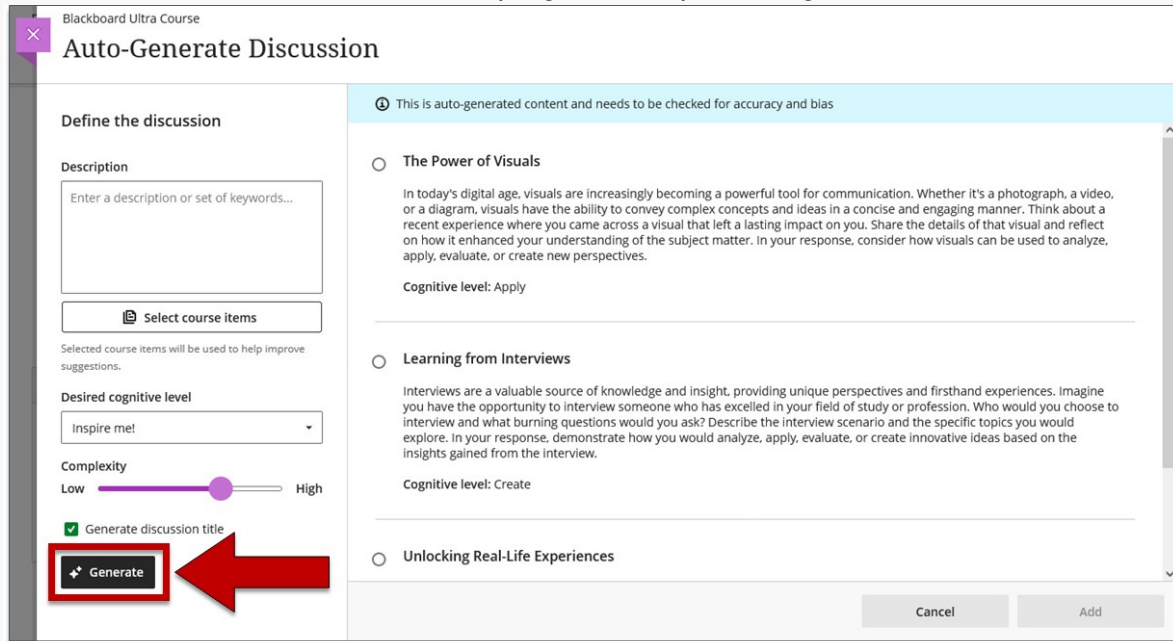 Blackboard Ultra Course
Auto-Generate Discussion
Define the discussion
Description
Enter a description or set of keywords...
Select course items
Selected course items will be used to help improve
suggestions.
Desired cognitive level
Inspire me!
Complexity
Low
High
Generate discussion title
Generate
This is auto-generated content and needs to be checked for accuracy and bias
The Power of Visuals
In today's digital age, visuals are increasingly becoming a powerful tool for communication. Whether it's a photograph, a video,
or a diagram, visuals have the ability to convey complex concepts and ideas in a concise and engaging manner. Think about a
recent experience where you came across a visual that left a lasting impact on you. Share the details of that visual and reflect
on how it enhanced your understanding of the subject matter. In your response, consider how visuals can be used to analyze,
apply, evaluate, or create new perspectives.
Cognitive level: Apply
Learning from Interviews
Interviews are a valuable source of knowledge and insight, providing unique perspectives and firsthand experiences. Imagine
you have the opportunity to interview someone who has excelled in your field of study or profession. Who would you choose to
interview and what burning questions would you ask? Describe the interview scenario and the specific topics you would
explore. In your response, demonstrate how you would analyze, apply, evaluate, or create innovative ideas based on the
insights gained from the interview.
Cognitive level: Create
Unlocking Real-Life Experiences
Cancel
Add